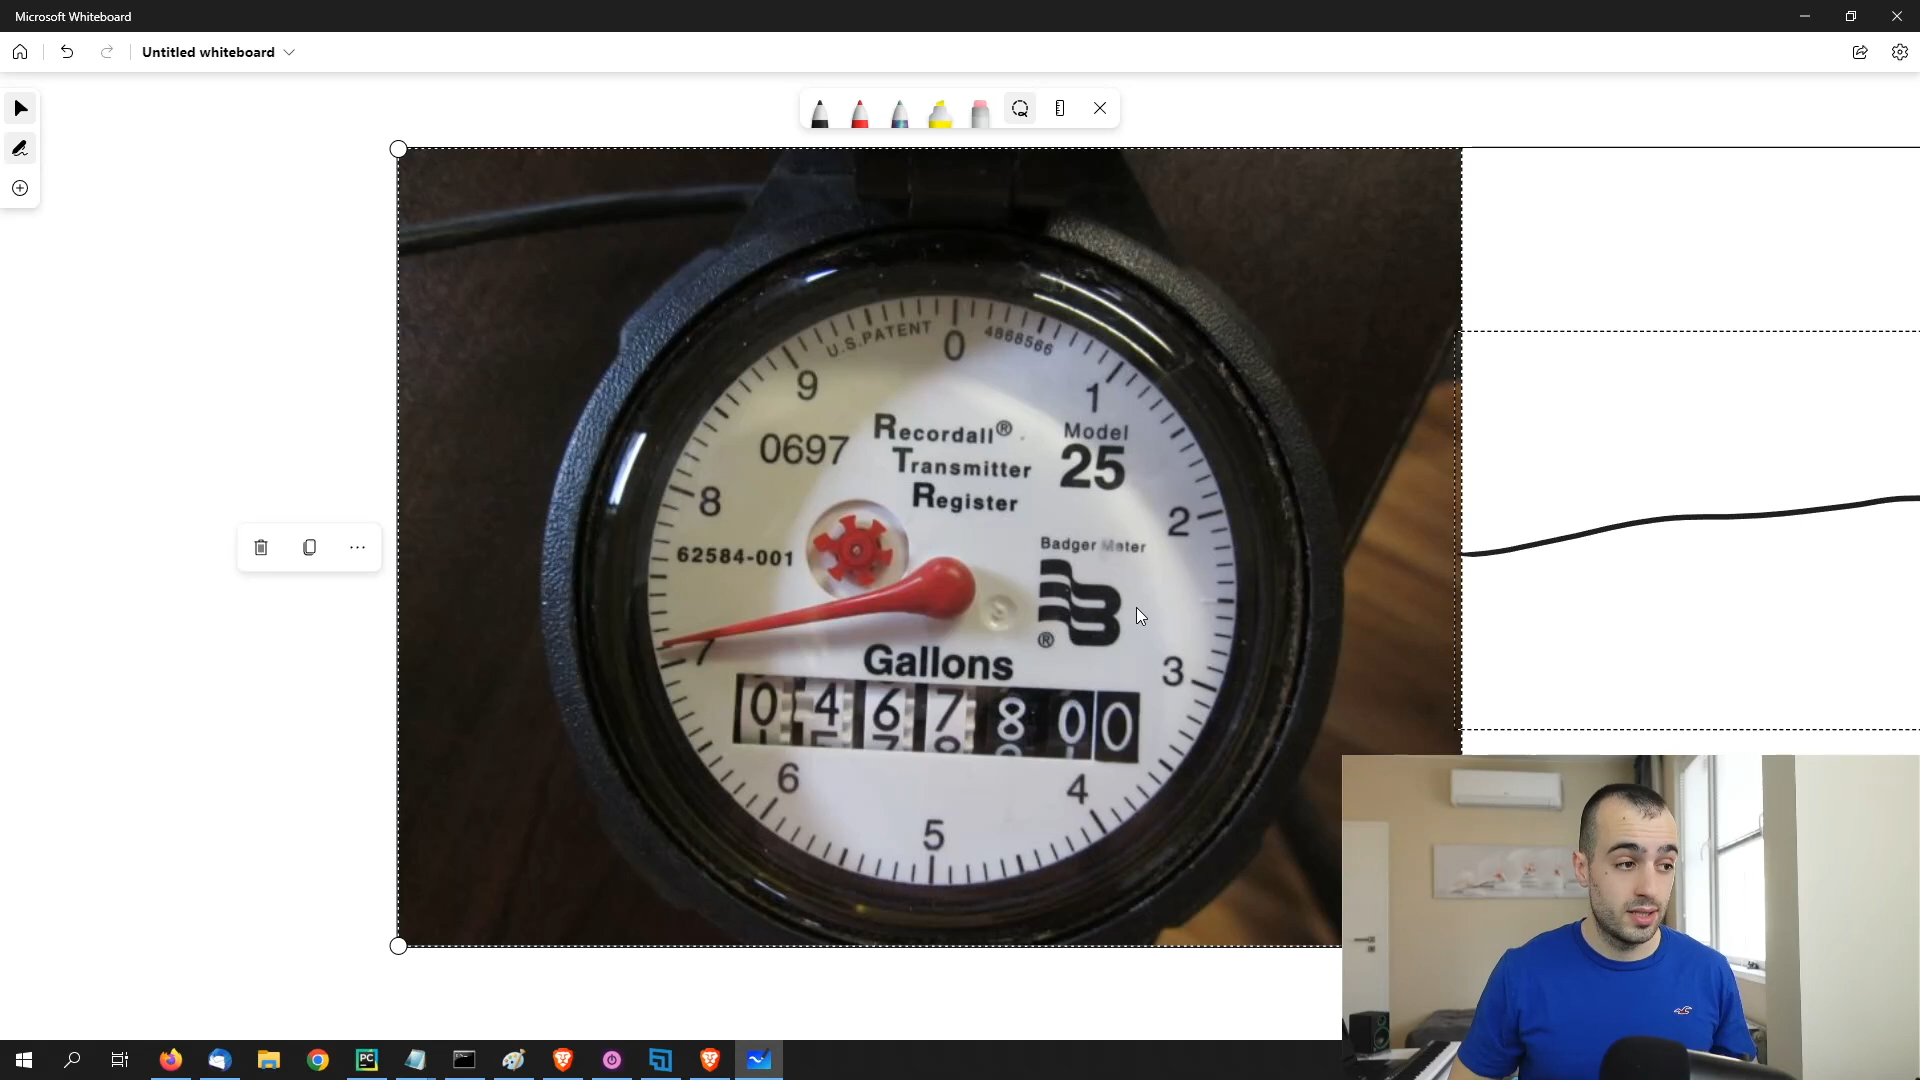 Microsoft Whiteboard
Untitled whiteboard
U.S. PATENT
4868566
0
1
2
3
4
5
6
7
8
9
0697
Recordall®
Transmitter
Register
Model
25
62584-001
Badger Meter
®
Gallons
0467800
PC